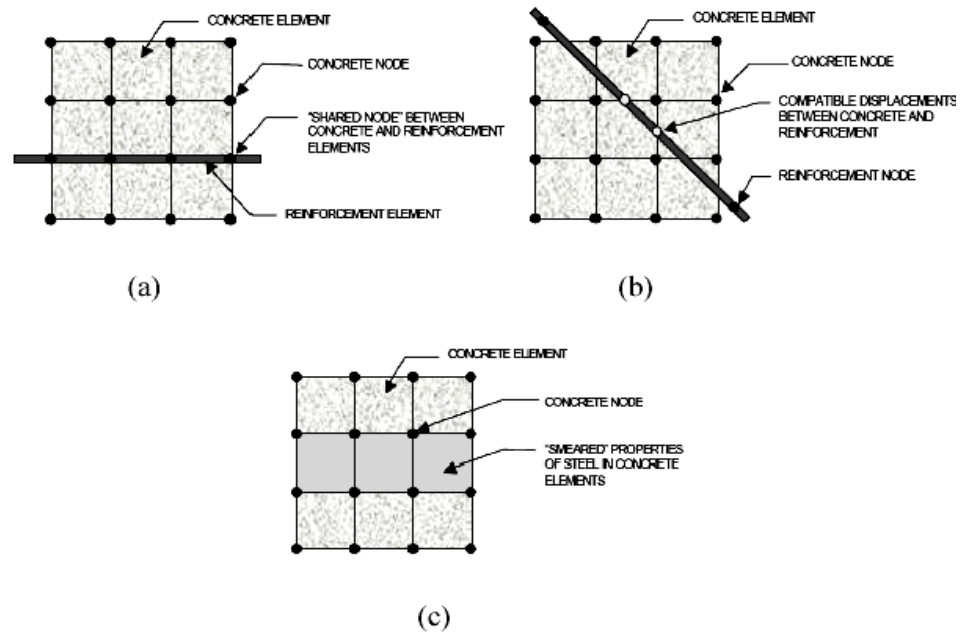 CONCRETE ELEMENT
CONCRETE NODE
"SHARED NODE" BETWEEN
CONCRETE AND REINFORCEMENT
ELEMENTS
REINFORCEMENT ELEMENT
(a)
CONCRETE ELEMENT
CONCRETE NODE
COMPATIBLE DISPLACEMENTS
BETWEEN CONCRETE AND
REINFORCEMENT
REINFORCEMENT NODE
(b)
CONCRETE ELEMENT
CONCRETE NODE
"SMEARED" PROPERTIES
OF STEEL IN CONCRETE
ELEMENTS
(c)